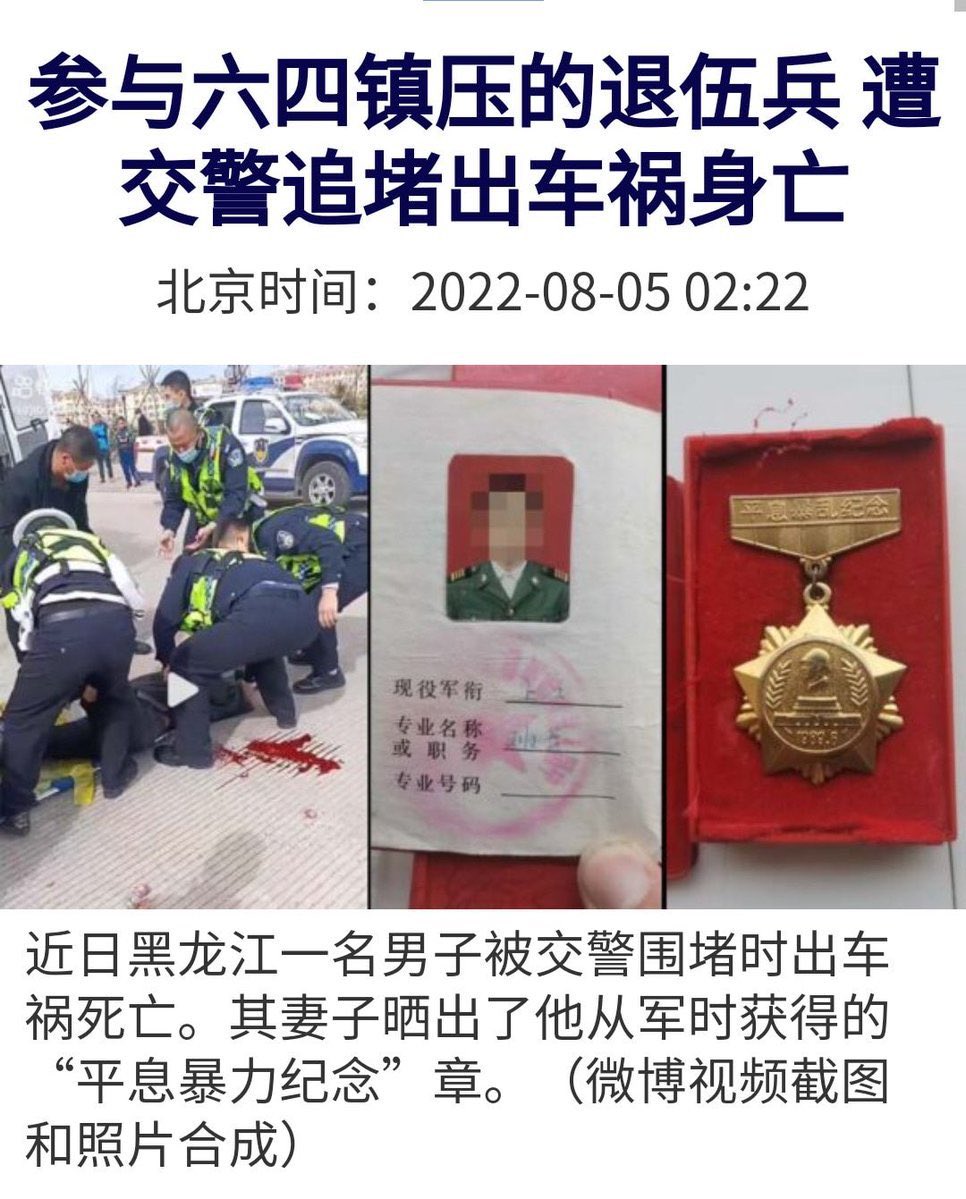 参与六四镇压的退伍兵 遭
交警追堵出车祸身亡
北京时间：2022-08-05 02:22
现役军衔
专业名称
或职务
专业号码
平息暴乱纪念
1989.6
近日黑龙江一名男子被交警围堵时出车
祸死亡。其妻子晒出了他从军时获得的
“平息暴力纪念”章。（微博视频截图
和照片合成）